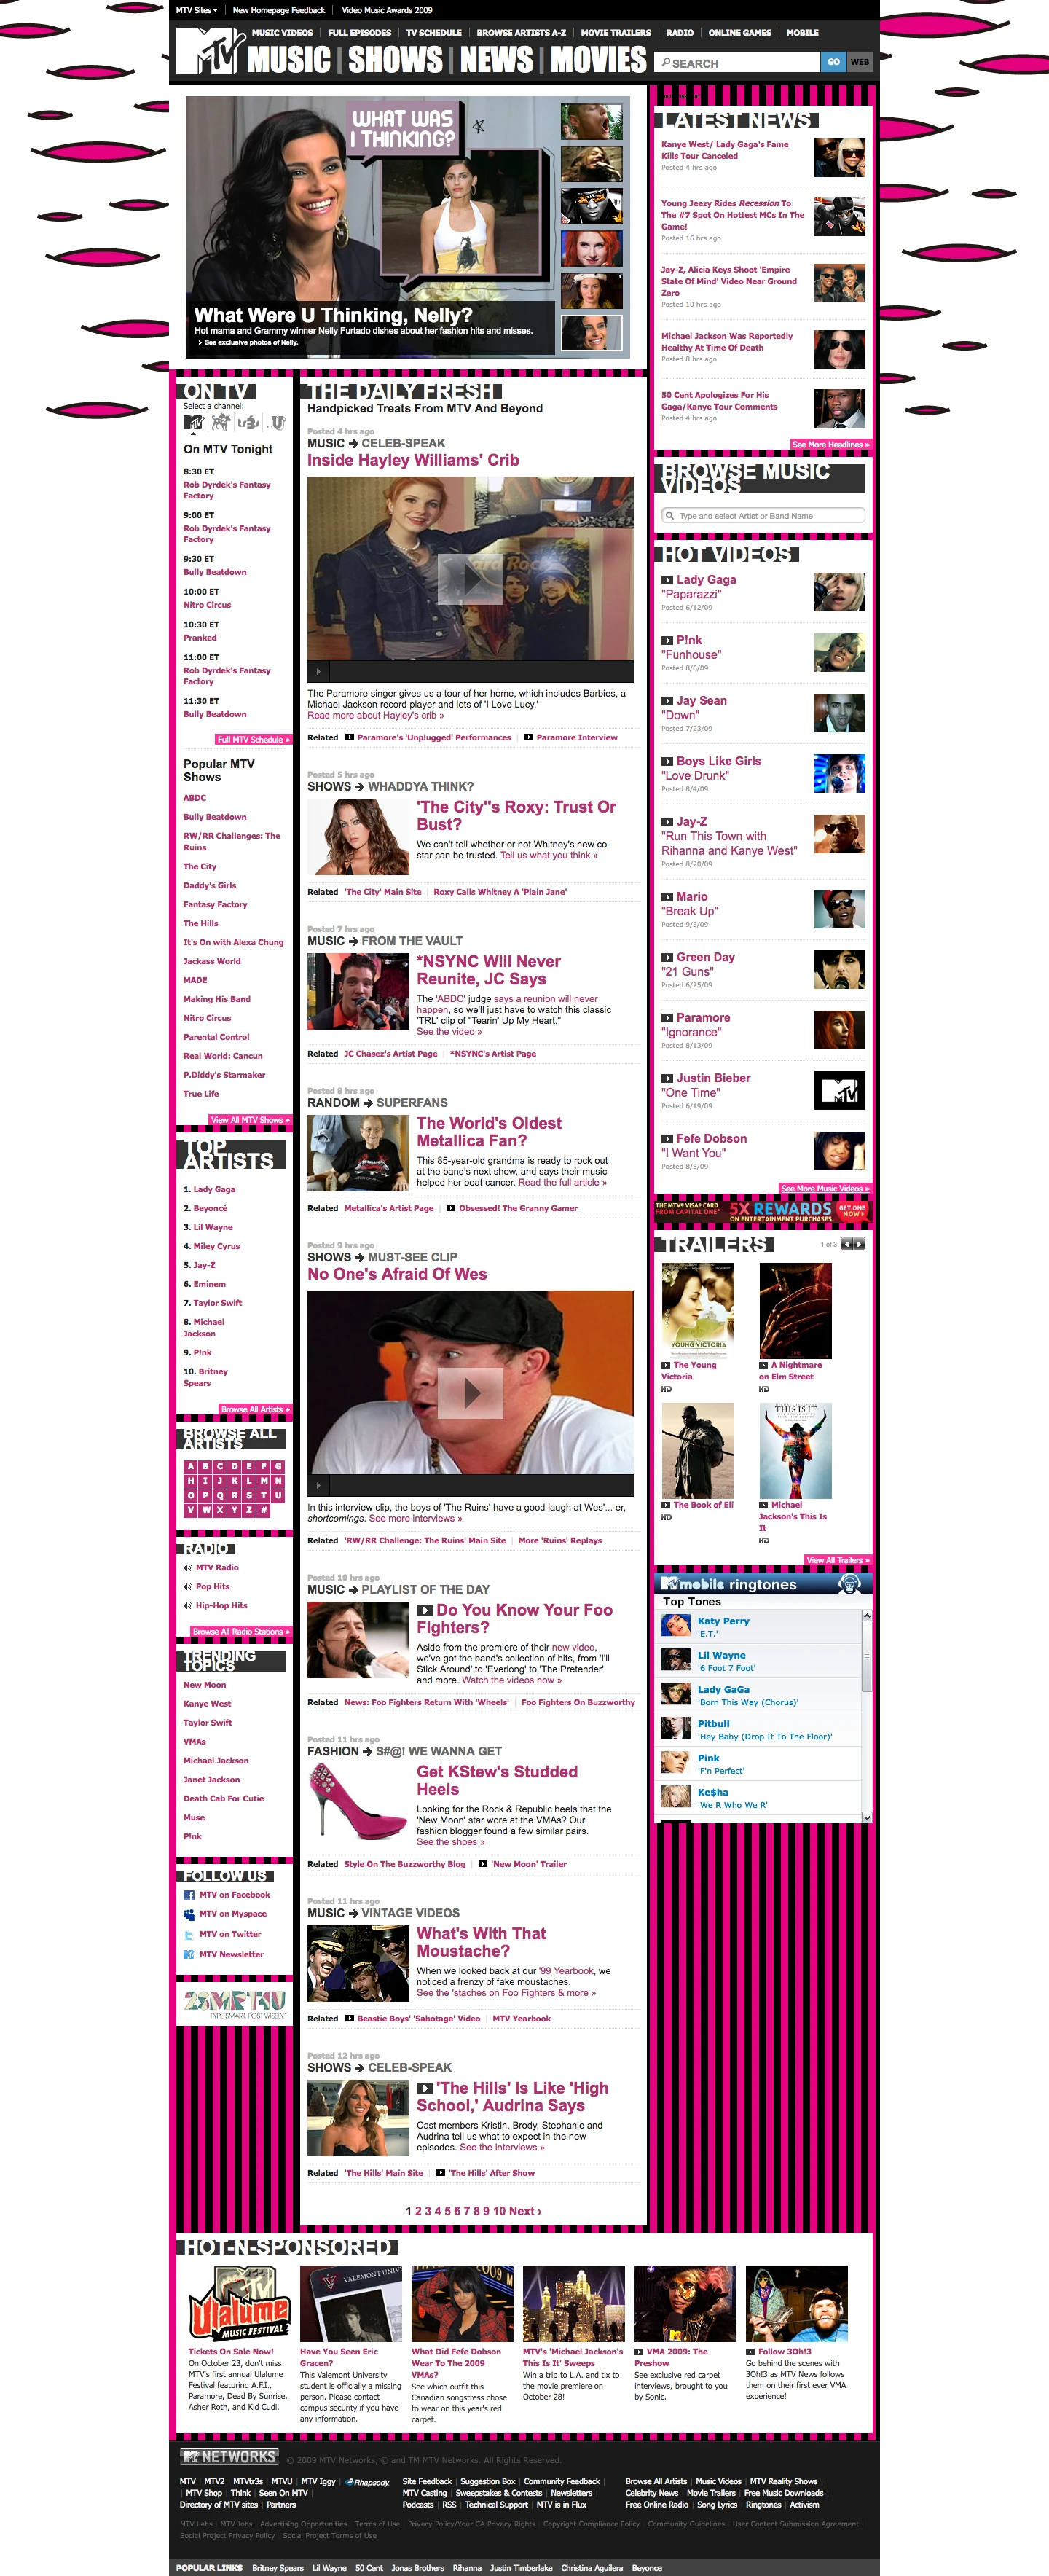 MTV Sites
New Homepage Feedback
Video Music Awards 2009
MUSIC VIDEOS
FULL EPISODES
TV SCHEDULE
BROWSE ARTISTS A-Z
MOVIE TRAILERS
RADIO
ONLINE GAMES
MOBILE
MTV
MUSIC | SHOWS | NEWS | MOVIES
SEARCH
GO
WEB
WHAT WAS
I THINKING?
What Were U Thinking, Nelly?
Hot mama and Grammy winner Nelly Furtado dishes about her fashion hits and misses.
See exclusive photos of Nelly.
ON TV
Select a channel:
On MTV Tonight
8:30 ET
Rob Dyrdek's Fantasy
Factory
9:00 ET
Rob Dyrdek's Fantasy
Factory
9:30 ET
Bully Beatdown
10:00 ET
Nitro Circus
10:30 ET
Pranked
11:00 ET
Rob Dyrdek's Fantasy
Factory
11:30 ET
Bully Beatdown
Full MTV Schedule »
Popular MTV
Shows
ABDC
Bully Beatdown
RW/RR Challenges: The
Ruins
The City
Daddy's Girls
Fantasy Factory
The Hills
It's On with Alexa Chung
Jackass World
MADE
Making His Band
Nitro Circus
Parental Control
Real World: Cancun
P.Diddy's Starmaker
True Life
View All MTV Shows »
TOP
ARTISTS
1. Lady Gaga
2. Beyoncé
3. Lil Wayne
4. Miley Cyrus
5. Jay-Z
6. Eminem
7. Taylor Swift
8. Michael
Jackson
9. P!nk
10. Britney
Spears
Browse All Artists »
BROWSE ALL
ARTISTS
A B C D E F G
H I J K L M N
O P Q R S T U
V W X Y Z #
RADIO
MTV Radio
Pop Hits
Hip-Hop Hits
Browse All Radio Stations »
TRENDING
TOPICS
New Moon
Kanye West
Taylor Swift
VMAs
Michael Jackson
Janet Jackson
Death Cab For Cutie
Muse
P!nk
FOLLOW US
MTV on Facebook
MTV on Myspace
MTV on Twitter
MTV Newsletter
TYPE SMART. POST WISELY.
THE DAILY FRESH
Handpicked Treats From MTV And Beyond
Posted 4 hrs ago
MUSIC → CELEB-SPEAK
Inside Hayley Williams' Crib
The Paramore singer gives us a tour of her home, which includes Barbies, a
Michael Jackson record player and lots of 'I Love Lucy.'
Read more about Hayley's crib »
Related Paramore's 'Unplugged' Performances | Paramore Interview
Posted 5 hrs ago
SHOWS → WHADDYA THINK?
'The City"s Roxy: Trust Or
Bust?
We can't tell whether or not Whitney's new co-
star can be trusted. Tell us what you think »
Related 'The City' Main Site | Roxy Calls Whitney A 'Plain Jane'
Posted 7 hrs ago
MUSIC → FROM THE VAULT
*NSYNC Will Never
Reunite, JC Says
The 'ABDC' judge says a reunion will never
happen, so we'll just have to watch this classic
'TRL' clip of "Tearin' Up My Heart."
See the video »
Related JC Chasez's Artist Page | *NSYNC's Artist Page
Posted 8 hrs ago
RANDOM → SUPERFANS
The World's Oldest
Metallica Fan?
This 85-year-old grandma is ready to rock out
at the band's next show, and says their music
helped her beat cancer. Read the full article »
Related Metallica's Artist Page | Obsessed! The Granny Gamer
Posted 9 hrs ago
SHOWS → MUST-SEE CLIP
No One's Afraid Of Wes
In this interview clip, the boys of 'The Ruins' have a good laugh at Wes'... er,
shortcomings. See more interviews »
Related 'RW/RR Challenge: The Ruins' Main Site | More 'Ruins' Replays
Posted 10 hrs ago
MUSIC → PLAYLIST OF THE DAY
Do You Know Your Foo
Fighters?
Aside from the premiere of their new video,
we've got the band's collection of hits, from 'I'll
Stick Around' to 'Everlong' to 'The Pretender'
and more. Watch the videos now »
Related News: Foo Fighters Return With 'Wheels' | Foo Fighters On Buzzworthy
Posted 11 hrs ago
FASHION → S#@! WE WANNA GET
Get KStew's Studded
Heels
Looking for the Rock & Republic heels that the
'New Moon' star wore at the VMAs? Our
fashion blogger found a few similar pairs.
See the shoes »
Related Style On The Buzzworthy Blog | 'New Moon' Trailer
Posted 11 hrs ago
MUSIC → VINTAGE VIDEOS
What's With That
Moustache?
When we looked back at our '99 Yearbook, we
noticed a frenzy of fake moustaches.
See the 'staches on Foo Fighters & more »
Related Beastie Boys' 'Sabotage' Video | MTV Yearbook
Posted 12 hrs ago
SHOWS → CELEB-SPEAK
'The Hills' Is Like 'High
School,' Audrina Says
Cast members Kristin, Brody, Stephanie and
Audrina tell us what to expect in the new
episodes. See the interviews »
Related 'The Hills' Main Site | 'The Hills' After Show
1 2 3 4 5 6 7 8 9 10 Next ›
LATEST NEWS
Kanye West/ Lady Gaga's Fame
Kills Tour Canceled
Posted 4 hrs ago
Young Jeezy Rides Recession To
The #7 Spot On Hottest MCs In The
Game!
Posted 16 hrs ago
Jay-Z, Alicia Keys Shoot 'Empire
State Of Mind' Video Near Ground
Zero
Posted 10 hrs ago
Michael Jackson Was Reportedly
Healthy At Time Of Death
Posted 8 hrs ago
50 Cent Apologizes For His
Gaga/Kanye Tour Comments
Posted 4 hrs ago
See More Headlines »
BROWSE MUSIC
VIDEOS
Type and select Artist or Band Name
HOT VIDEOS
Lady Gaga
"Paparazzi"
Posted 6/12/09
P!nk
"Funhouse"
Posted 8/6/09
Jay Sean
"Down"
Posted 7/23/09
Boys Like Girls
"Love Drunk"
Posted 8/4/09
Jay-Z
"Run This Town with
Rihanna and Kanye West"
Posted 8/20/09
Mario
"Break Up"
Posted 9/3/09
Green Day
"21 Guns"
Posted 6/25/09
Paramore
"Ignorance"
Posted 8/13/09
Justin Bieber
"One Time"
Posted 6/19/09
Fefe Dobson
"I Want You"
Posted 8/5/09
See More Music Videos »
THE MTV® VISA® CARD
FROM CAPITAL ONE®
5X REWARDS
ON ENTERTAINMENT PURCHASES.
GET ONE
NOW
TRAILERS
1 of 3
YOUNG VICTORIA
The Young
Victoria
HD
A Nightmare
on Elm Street
HD
The Book of Eli
HD
THIS IS IT
Michael
Jackson's This Is
It
HD
View All Trailers »
MTV mobile ringtones
Top Tones
Katy Perry
'E.T.'
Lil Wayne
'6 Foot 7 Foot'
Lady GaGa
'Born This Way (Chorus)'
Pitbull
'Hey Baby (Drop It To The Floor)'
Pink
'F'n Perfect'
Ke$ha
'We R Who We R'
HOT-N-SPONSORED
Ulalume
MUSIC FESTIVAL
Tickets On Sale Now!
On October 23, don't miss
MTV's first annual Ulalume
Festival featuring A.F.I.,
Paramore, Dead By Sunrise,
Asher Roth, and Kid Cudi.
Have You Seen Eric
Gracen?
This Valemont University
student is officially a missing
person. Please contact
campus security if you have
any information.
What Did Fefe Dobson
Wear To The 2009
VMAs?
See which outfit this
Canadian songstress chose
to wear on this year's red
carpet.
MTV's 'Michael Jackson's
This Is It' Sweeps
Win a trip to L.A. and tix to
the movie premiere on
October 28!
VMA 2009: The
Preshow
See exclusive red carpet
interviews, brought to you
by Sonic.
Follow 3Oh!3
Go behind the scenes with
3Oh!3 as MTV News follows
them on their first ever VMA
experience!
MTV NETWORKS
© 2009 MTV Networks, © and TM MTV Networks. All Rights Reserved.
MTV | MTV2 | MTVtr3s | MTVU | MTV Iggy | Rhapsody
| MTV Shop | Think | Seen On MTV |
Directory of MTV sites | Partners
Site Feedback | Suggestion Box | Community Feedback |
MTV Casting | Sweepstakes & Contests | Newsletters |
Podcasts | RSS | Technical Support | MTV is in Flux
Browse All Artists | Music Videos | MTV Reality Shows |
Celebrity News | Movie Trailers | Free Music Downloads |
Free Online Radio | Song Lyrics | Ringtones | Activism
MTV Labs MTV Jobs Advertising Opportunities Terms of Use Privacy Policy/Your CA Privacy Rights Copyright Compliance Policy Community Guidelines User Content Submission Agreement
Social Project Privacy Policy Social Project Terms of Use
POPULAR LINKS Britney Spears Lil Wayne 50 Cent Jonas Brothers Rihanna Justin Timberlake Christina Aguilera Beyonce